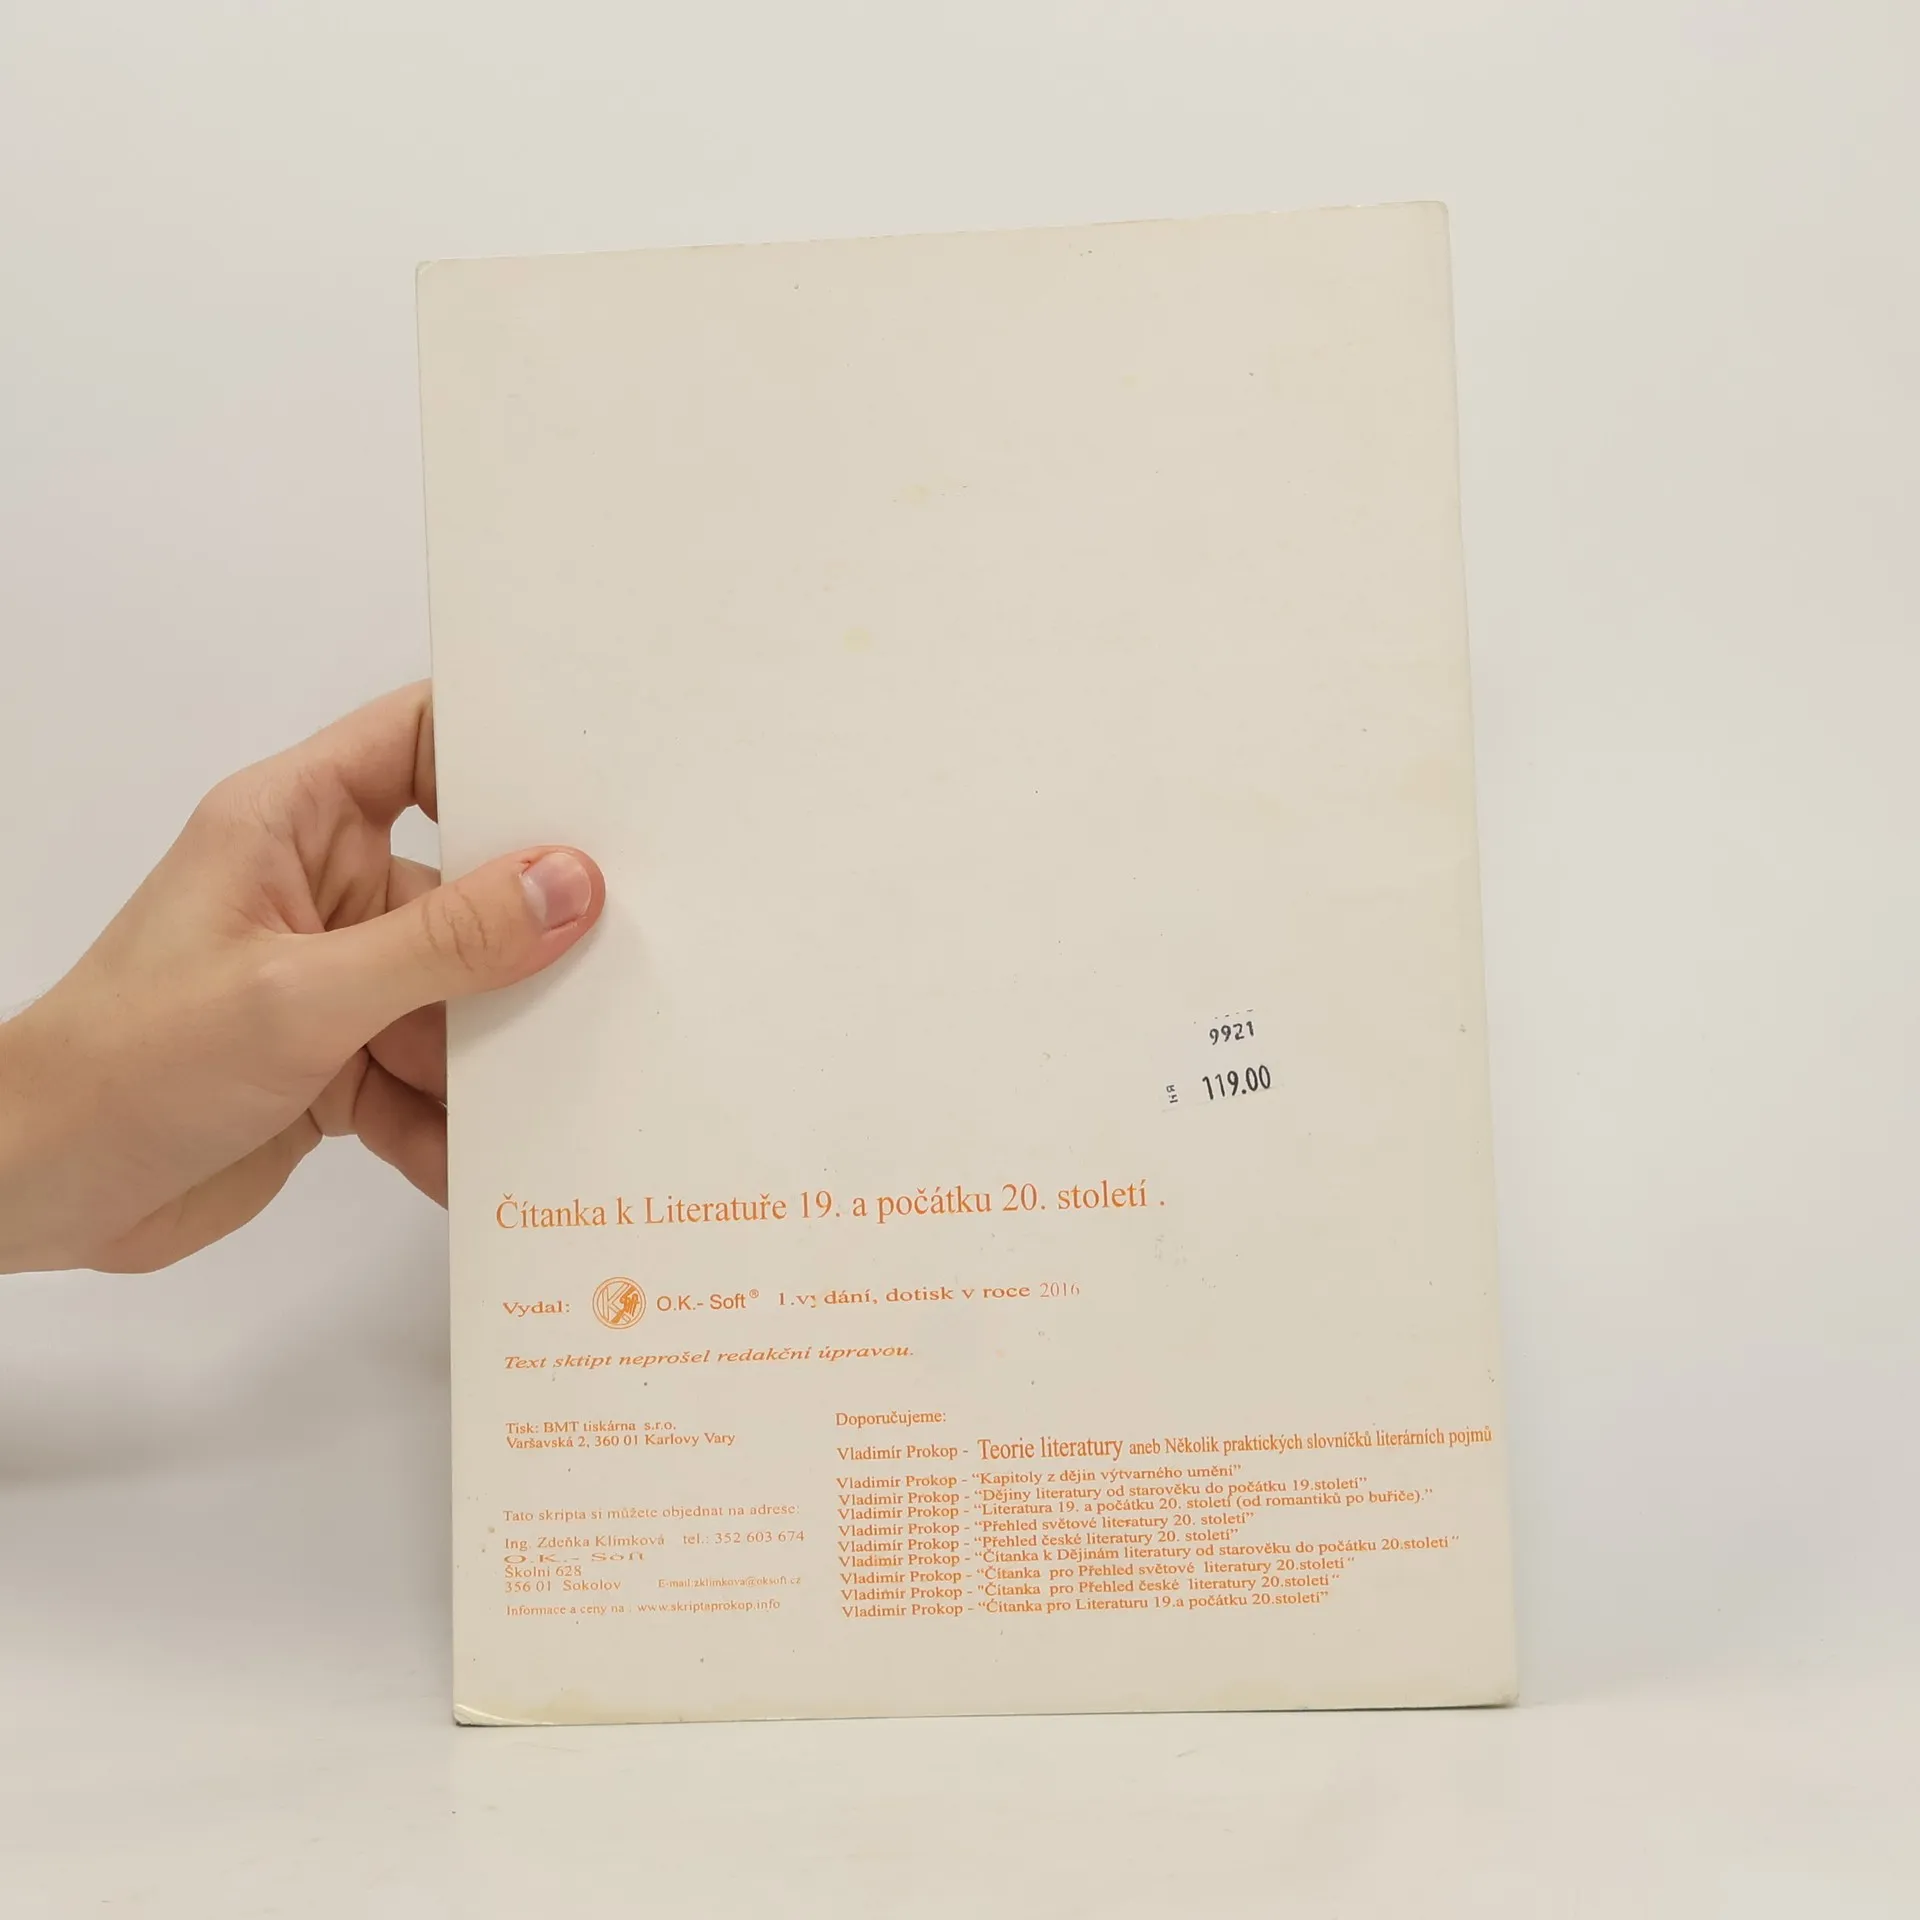 9921
119.00
Čítanka k Literatuře 19. a počátku 20. století .
Vydal: O.K.- Soft® 1.vydání, dotisk v roce 2016
Text sktipt neprošel redakční úpravou.
Tisk: BMT tiskárna s.r.o.
Varšavská 2, 360 01 Karlovy Vary
Tato skripta si můžete objednat na adrese:
Ing. Zdeňka Klímková tel.: 352 603 674
O.K.- Soft
Školní 628
356 01 Sokolov E-mail:zklimkova@oksoft.cz
Informace a ceny na : www.skriptaprokop.info
Doporučujeme:
Vladimír Prokop - Teorie literatury aneb Několik praktických slovníčků literárních pojmů
Vladimír Prokop - “Kapitoly z dějin výtvarného umění”
Vladimír Prokop - “Dějiny literatury od starověku do počátku 19.století”
Vladimír Prokop - “Literatura 19. a počátku 20. století (od romantiků po buřiče).”
Vladimír Prokop - “Přehled světové literatury 20. století”
Vladimír Prokop - “Přehled české literatury 20. století”
Vladimír Prokop - “Čítanka k Dějinám literatury od starověku do počátku 20.století “
Vladimír Prokop - “Čítanka pro Přehled světové literatury 20.století “
Vladimír Prokop - "Čítanka pro Přehled české literatury 20.století “
Vladimír Prokop - “Čítanka pro Literaturu 19.a počátku 20.století”